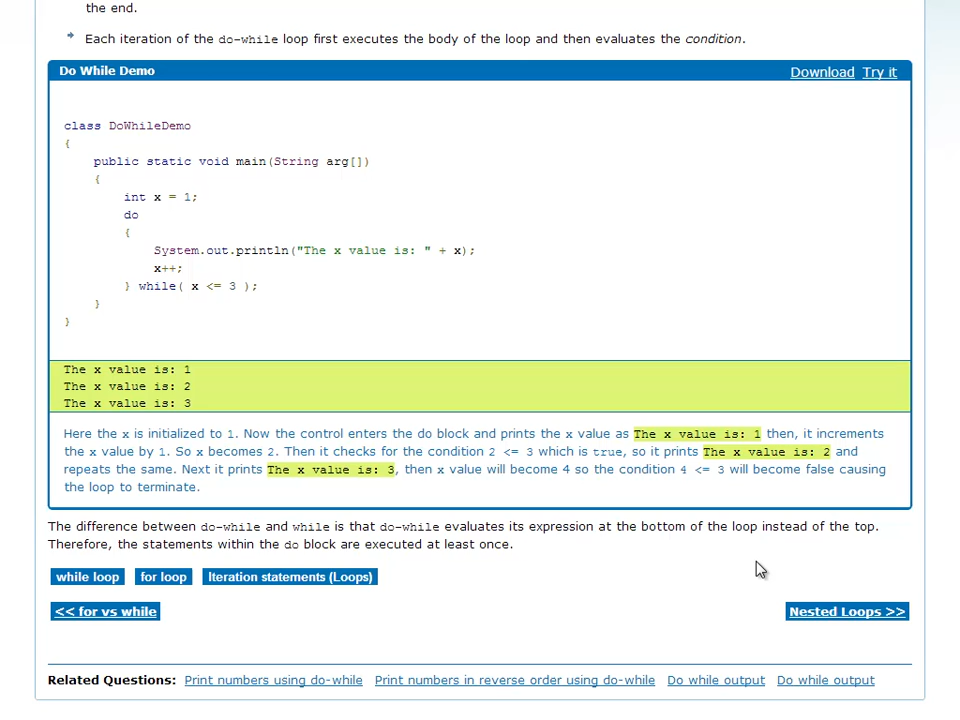 the end.
Each iteration of the do-while loop first executes the body of the loop and then evaluates the condition.
Do While Demo Download Try it
class DoWhileDemo
{
public static void main(String arg[])
{
int x = 1;
do
{
System.out.println("The x value is: " + x);
x++;
} while( x <= 3 );
}
}
The x value is: 1
The x value is: 2
The x value is: 3
Here the x is initialized to 1. Now the control enters the do block and prints the x value as The x value is: 1 then, it increments
the x value by 1. So x becomes 2. Then it checks for the condition 2 <= 3 which is true, so it prints The x value is: 2 and
repeats the same. Next it prints The x value is: 3, then x value will become 4 so the condition 4 <= 3 will become false causing
the loop to terminate.
The difference between do-while and while is that do-while evaluates its expression at the bottom of the loop instead of the top.
Therefore, the statements within the do block are executed at least once.
while loop for loop Iteration statements (Loops)
<< for vs while Nested Loops >>
Related Questions: Print numbers using do-while Print numbers in reverse order using do-while Do while output Do while output